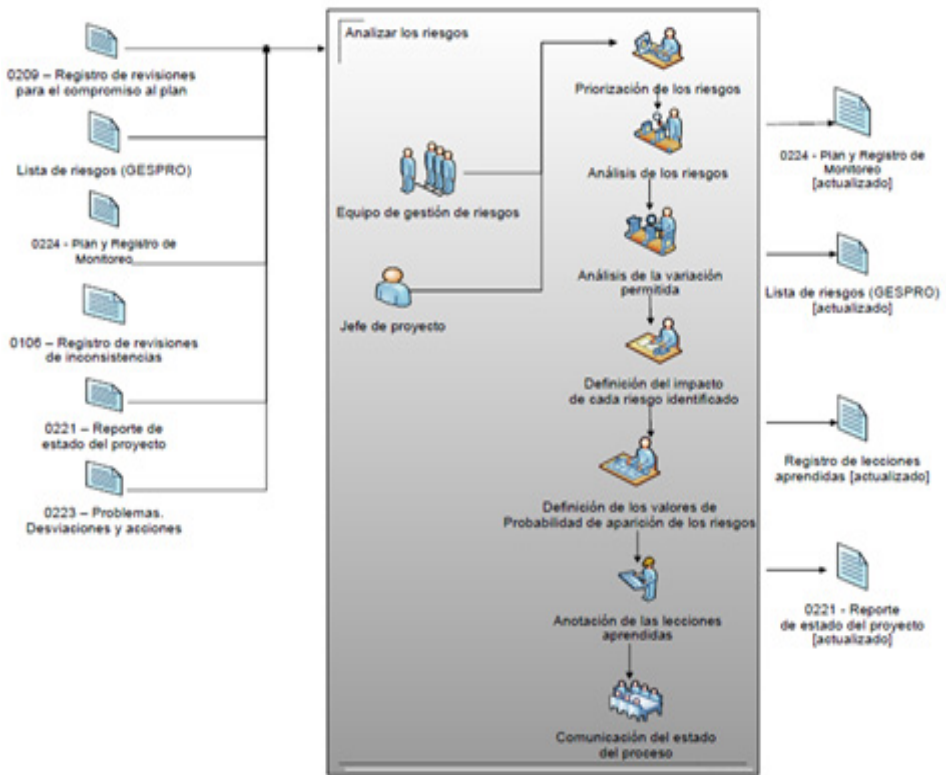 0209 – Registro de revisiones
para el compromiso al plan
Lista de riesgos (GESPRO)
0224 - Plan y Registro de
Monitoreo
0106 – Registro de revisiones
de inconsistencias
0221 – Reporte de
estado del proyecto
0223 – Problemas.
Desviaciones y acciones
Analizar los riesgos
Equipo de gestión de riesgos
Jefe de proyecto
Priorización de los riesgos
Análisis de los riesgos
Análisis de la variación
permitida
Definición del impacto
de cada riesgo identificado
Definición de los valores de
Probabilidad de aparición de los riesgos
Anotación de las lecciones
aprendidas
Comunicación del estado
del proceso
0224 - Plan y Registro de
Monitoreo
[actualizado]
Lista de riesgos (GESPRO)
[actualizado]
Registro de lecciones
aprendidas [actualizado]
0221 - Reporte
de estado del proyecto
[actualizado]